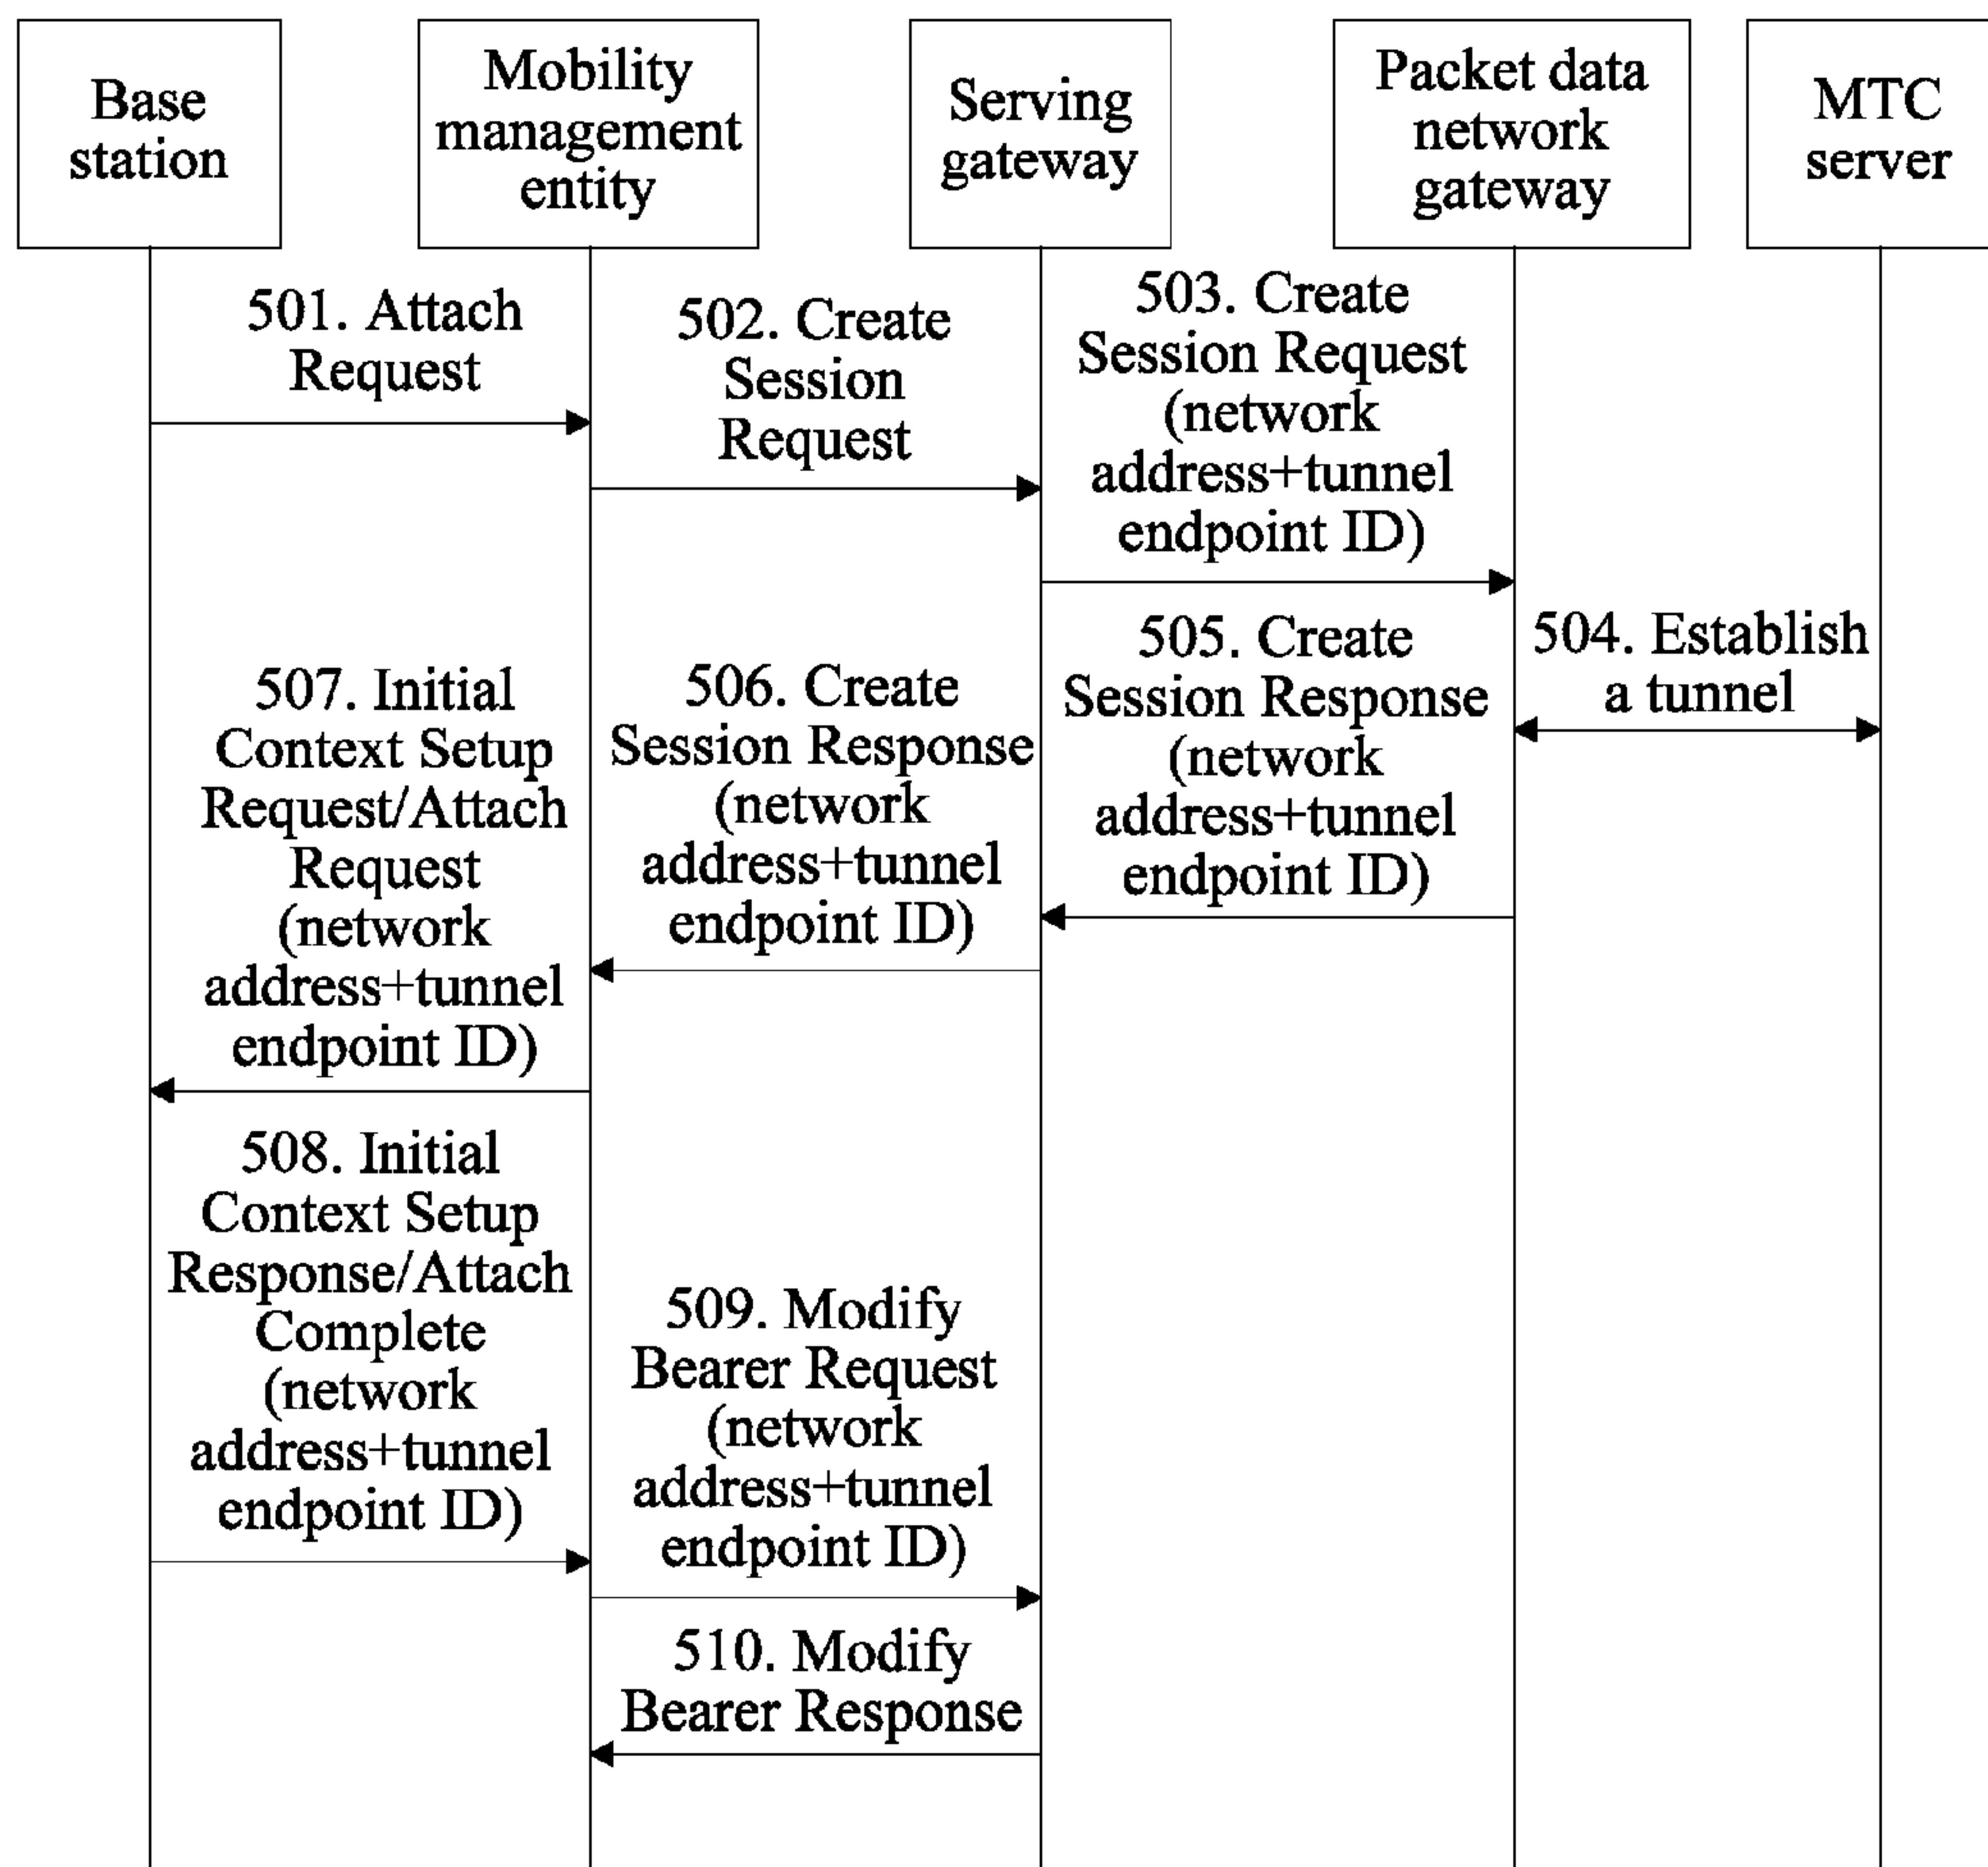 Base
station
Mobility
management
entity
Serving
gateway
Packet data
network
gateway
MTC
server
501. Attach
Request
502. Create
Session
Request
503. Create
Session Request
(network
address+tunnel
endpoint ID)
504. Establish
a tunnel
505. Create
Session Response
(network
address+tunnel
endpoint ID)
506. Create
Session Response
(network
address+tunnel
endpoint ID)
507. Initial
Context Setup
Request/Attach
Request
(network
address+tunnel
endpoint ID)
508. Initial
Context Setup
Response/Attach
Complete
(network
address+tunnel
endpoint ID)
509. Modify
Bearer Request
(network
address+tunnel
endpoint ID)
510. Modify
Bearer Response